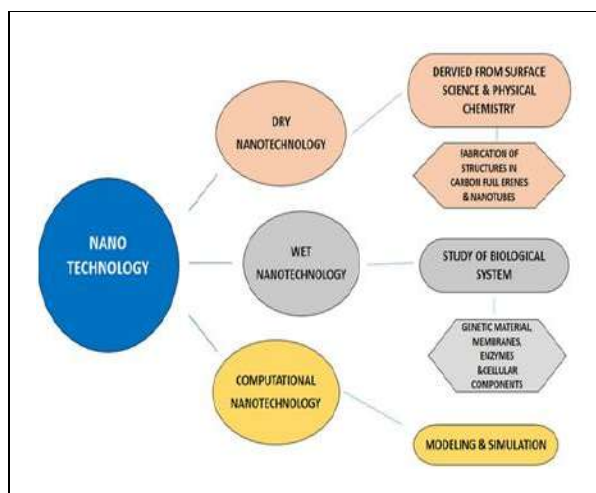 NANO
TECHNOLOGY
DRY
NANOTECHNOLOGY
DERVIED FROM SURFACE
SCIENCE & PHYSICAL
CHEMISTRY
FABRICATION OF
STRUCTURES IN
CARBON FULL ERENES
& NANOTUBES
WET
NANOTECHNOLOGY
STUDY OF BIOLOGICAL
SYSTEM
GENETIC MATERIAL,
MEMBRANES,
ENZYMES
&CELLULAR
COMPONENTS
COMPUTATIONAL
NANOTECHNOLOGY
MODELING & SIMULATION